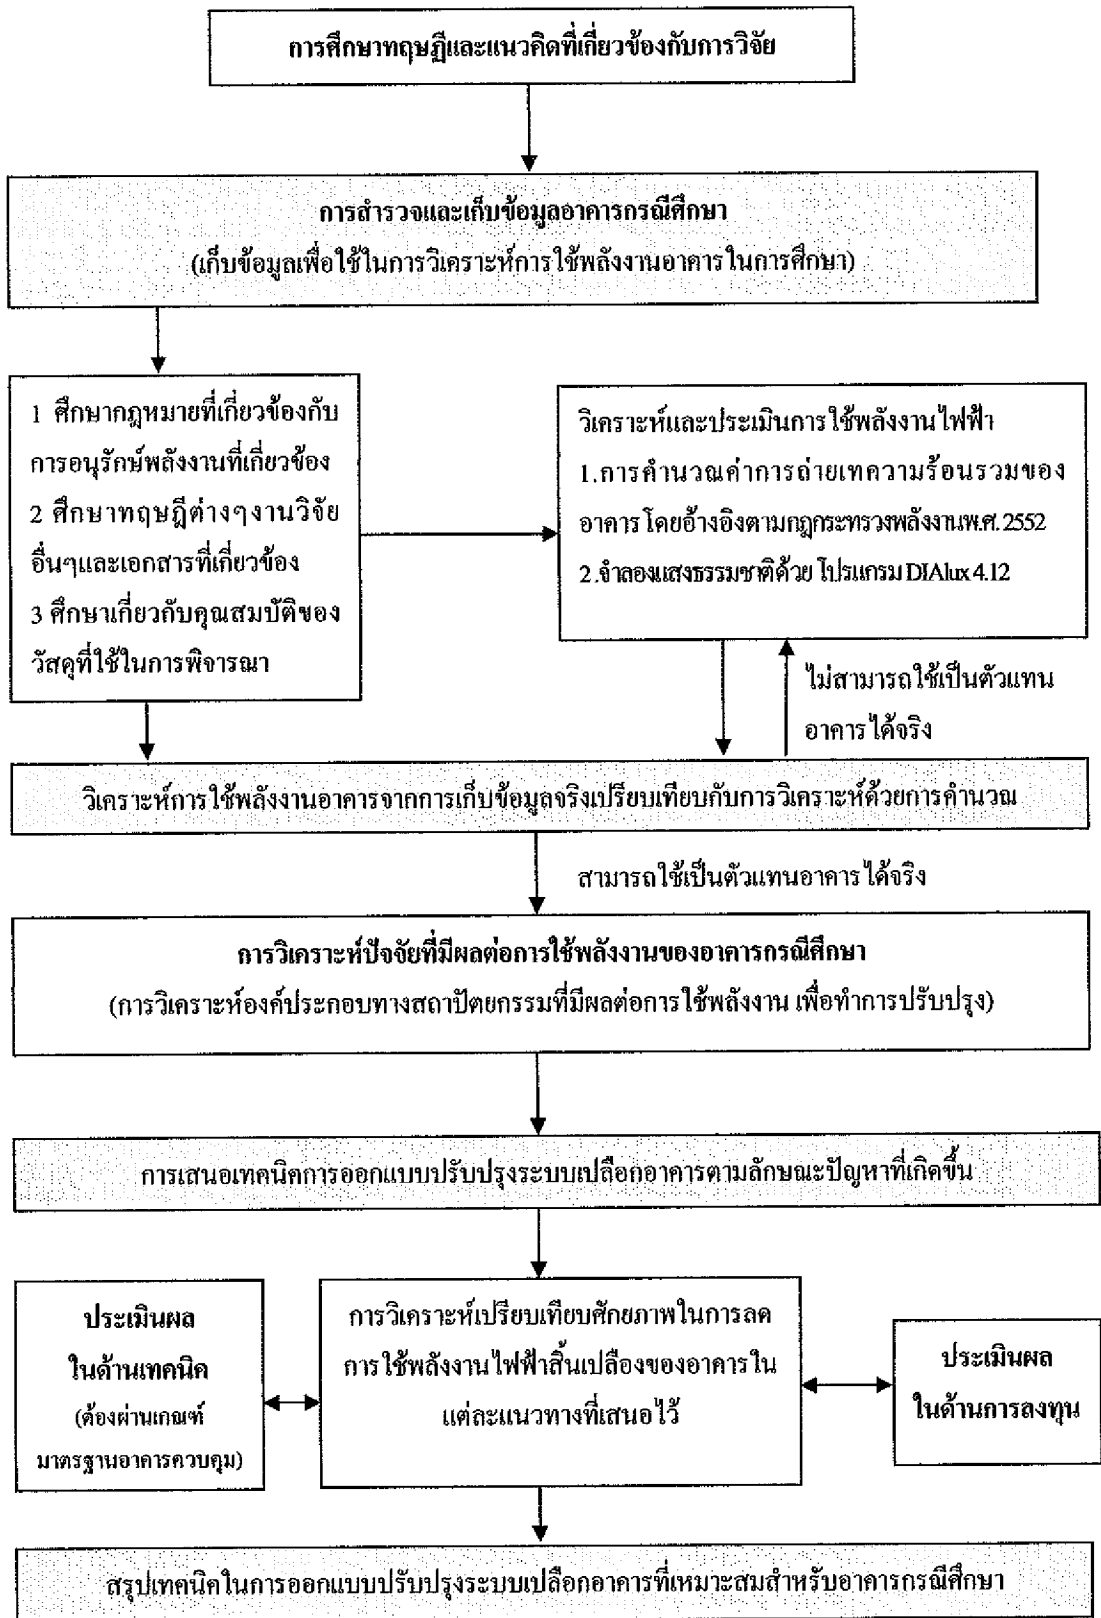 การศึกษาทฤษฎีและแนวคิดที่เกี่ยวข้องกับการวิจัย
การสำรวจและเก็บข้อมูลอาคารกรณีศึกษา
(เก็บข้อมูลเพื่อใช้ในการวิเคราะห์การใช้พลังงานอาคารในการศึกษา)
1 ศึกษากฎหมายที่เกี่ยวข้องกับ
การอนุรักษ์พลังงานที่เกี่ยวข้อง
2 ศึกษาทฤษฎีต่างๆงานวิจัย
อื่นๆและเอกสารที่เกี่ยวข้อง
3 ศึกษาเกี่ยวกับคุณสมบัติของ
วัสดุที่ใช้ในการพิจารณา
วิเคราะห์และประเมินการใช้พลังงานไฟฟ้า
1.การคำนวณค่าการถ่ายเทความร้อนรวมของ
อาคาร โดยอ้างอิงตามกฎกระทรวงพลังงานพ.ศ. 2552
2.จำลองแสงธรรมชาติด้วย โปรแกรม DIAlux 4.12
ไม่สามารถใช้เป็นตัวแทน
อาคารได้จริง
วิเคราะห์การใช้พลังงานอาคารจากการเก็บข้อมูลจริงเปรียบเทียบกับการวิเคราะห์ด้วยการคำนวณ
สามารถใช้เป็นตัวแทนอาคารได้จริง
การวิเคราะห์ปัจจัยที่มีผลต่อการใช้พลังงานของอาคารกรณีศึกษา
(การวิเคราะห์องค์ประกอบทางสถาปัตยกรรมที่มีผลต่อการใช้พลังงาน เพื่อทำการปรับปรุง)
การเสนอเทคนิคการออกแบบปรับปรุงระบบเปลือกอาคารตามลักษณะปัญหาที่เกิดขึ้น
ประเมินผล
ในด้านเทคนิค
(ต้องผ่านเกณฑ์
มาตรฐานอาคารควบคุม)
การวิเคราะห์เปรียบเทียบศักยภาพในการลด
การใช้พลังงานไฟฟ้าสิ้นเปลืองของอาคารใน
แต่ละแนวทางที่เสนอไว้
ประเมินผล
ในด้านการลงทุน
สรุปเทคนิคในการออกแบบปรับปรุงระบบเปลือกอาคารที่เหมาะสมสำหรับอาคารกรณีศึกษา